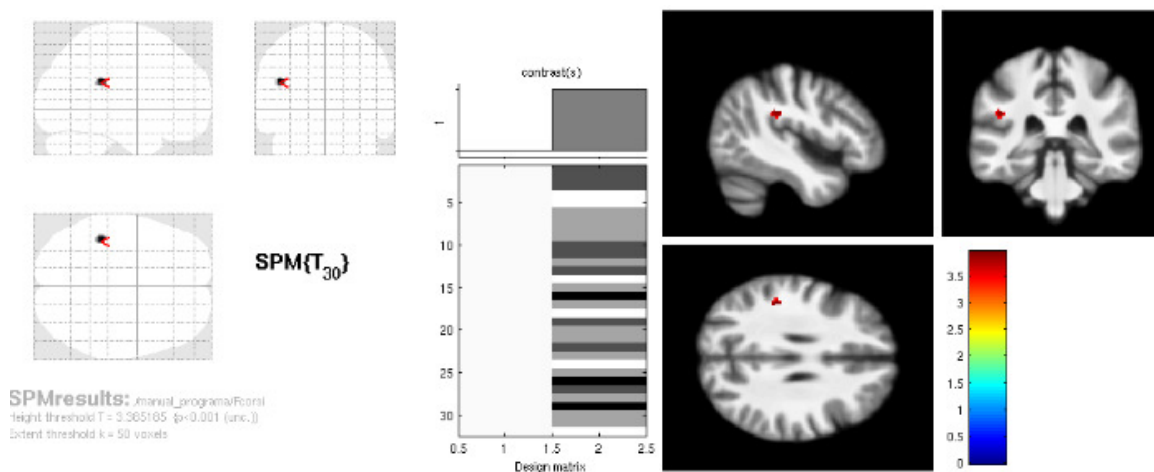 contrast(s)
1
SPM{T30}
5
10
15
20
25
30
0.5 1 1.5 2 2.5
Design matrix
SPMresults:
Height threshold T = 3.385185 (p<0.001 (unc.))
Extent threshold k = 50 voxels
3.5
3
2.5
2
1.5
1
0.5
0